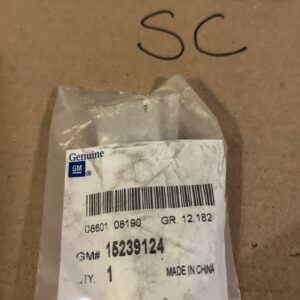 SC
Genuine
GM
®
08601 08190 GR. 12.182
GM# 15239124
QTY. 1 MADE IN CHINA